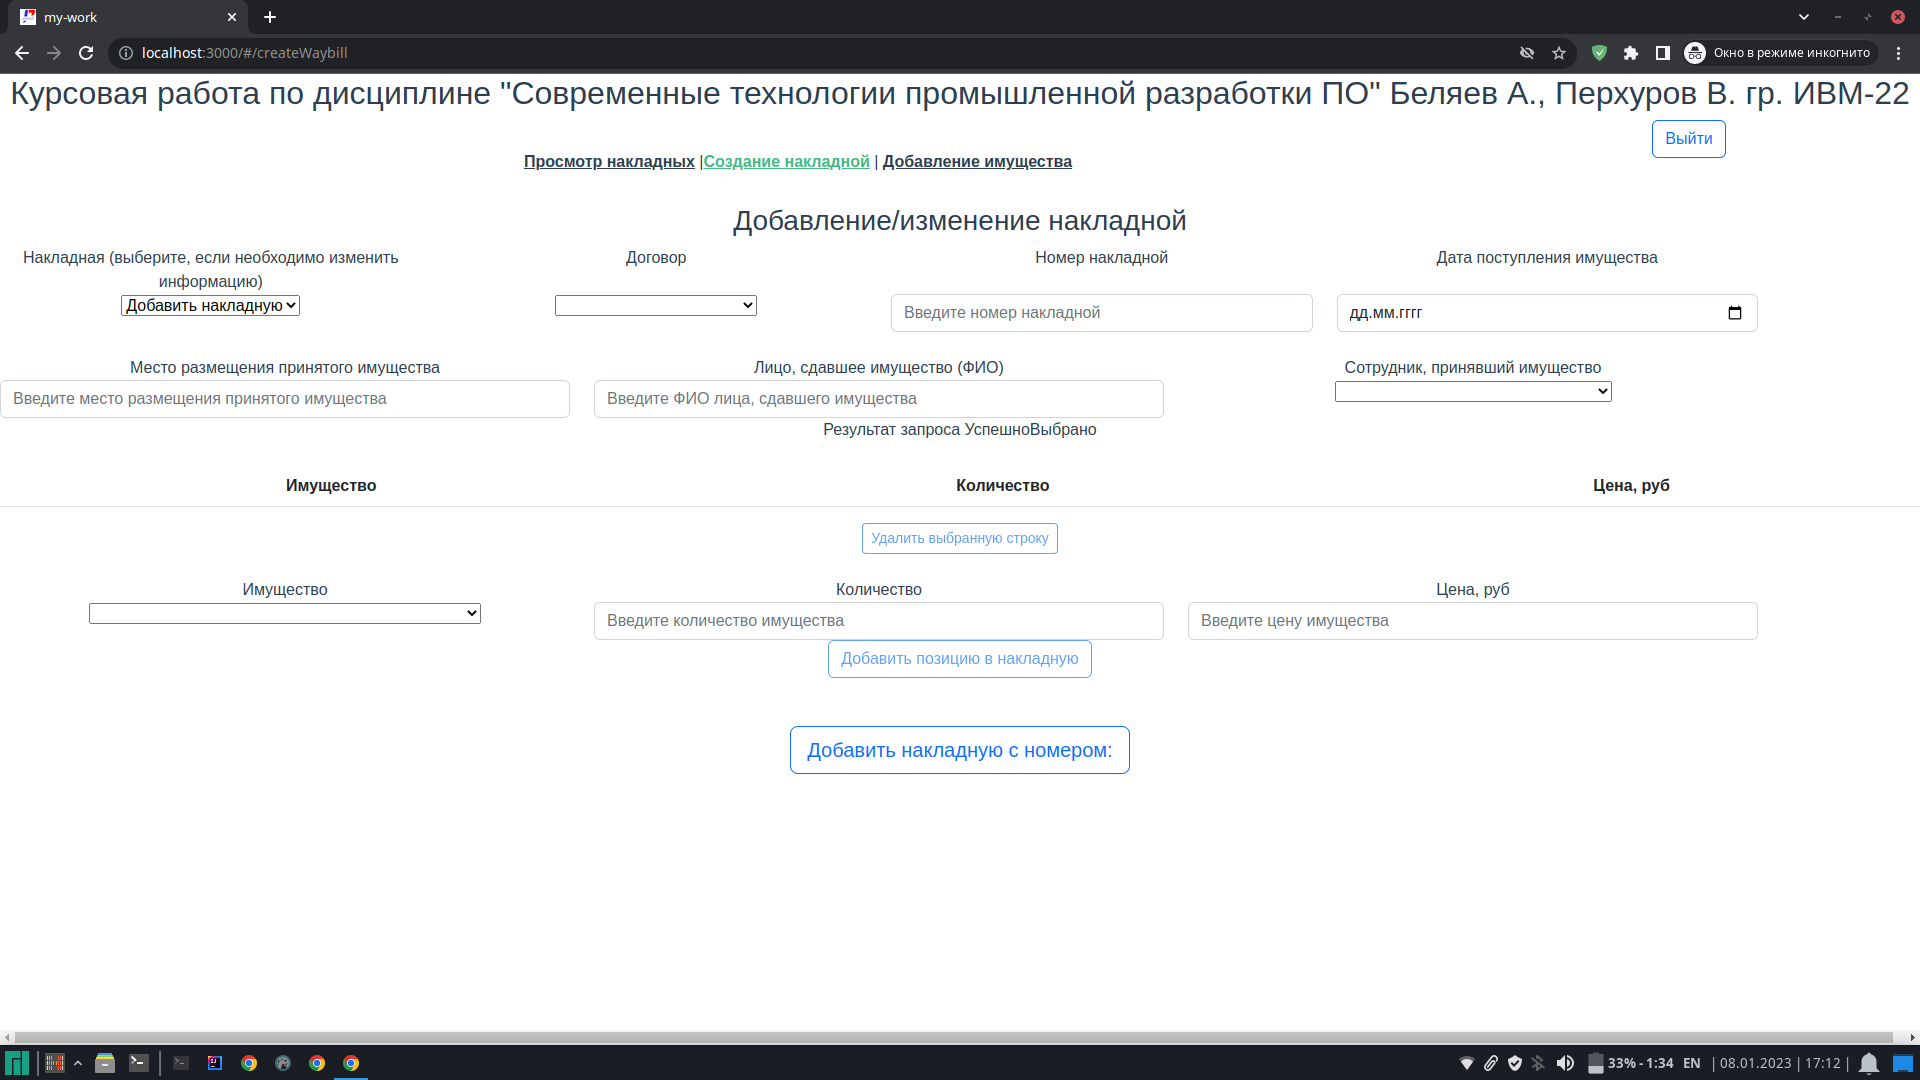 my-work
localhost:3000/#/createWaybill
Окно в режиме инкогнито
Курсовая работа по дисциплине "Современные технологии промышленной разработки ПО" Беляев А., Перхуров В. гр. ИВМ-22
Выйти
Просмотр накладных |Создание накладной | Добавление имущества
Добавление/изменение накладной
Накладная (выберите, если необходимо изменить
информацию)
Договор
Номер накладной
Дата поступления имущества
Добавить накладную
Введите номер накладной
дд.мм.гггг
Место размещения принятого имущества
Лицо, сдавшее имущество (ФИО)
Сотрудник, принявший имущество
Введите место размещения принятого имущества
Введите ФИО лица, сдавшего имущества
Результат запроса УспешноВыбрано
Имущество
Количество
Цена, руб
Удалить выбранную строку
Имущество
Количество
Цена, руб
Введите количество имущества
Введите цену имущества
Добавить позицию в накладную
Добавить накладную с номером:
33% - 1:34 EN | 08.01.2023 | 17:12 |